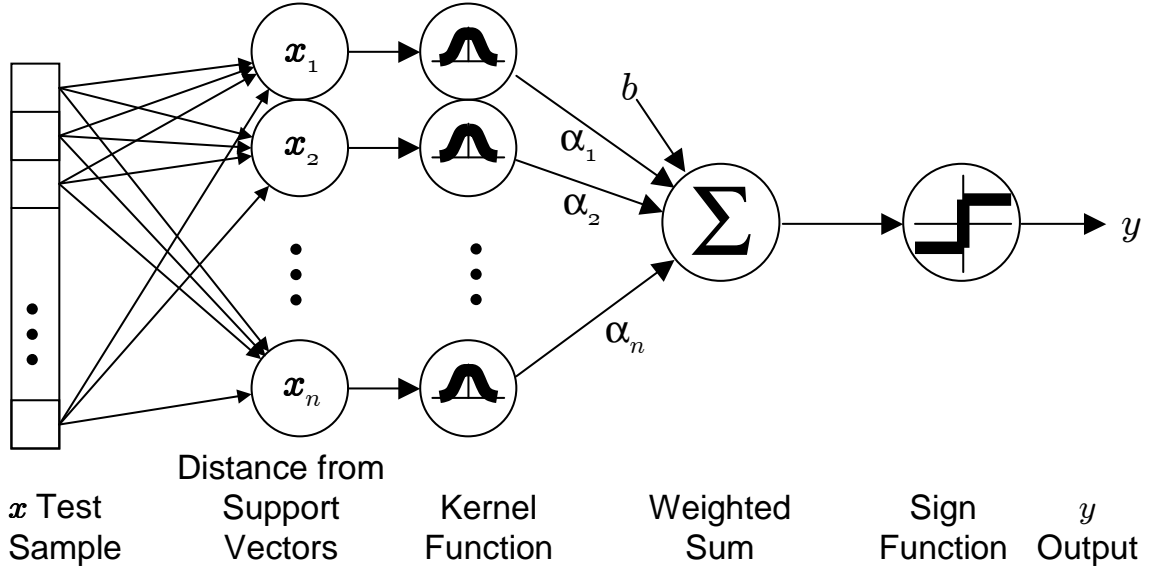 x₁
x₂
xₙ
α₁
α₂
αₙ
b
Σ
y
x Test Sample
Distance from Support Vectors
Kernel Function
Weighted Sum
Sign Function
y Output